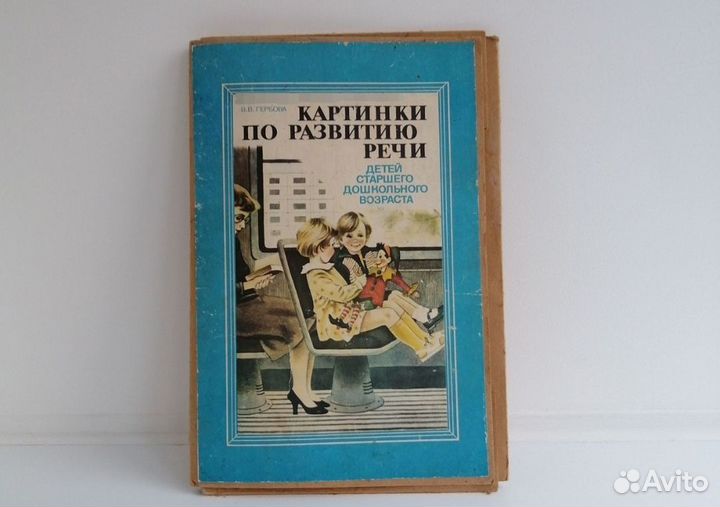 В.В. ГЕРБОВА
КАРТИНКИ
ПО РАЗВИТИЮ
РЕЧИ
ДЕТЕЙ
СТАРШЕГО
ДОШКОЛЬНОГО
ВОЗРАСТА
Avito